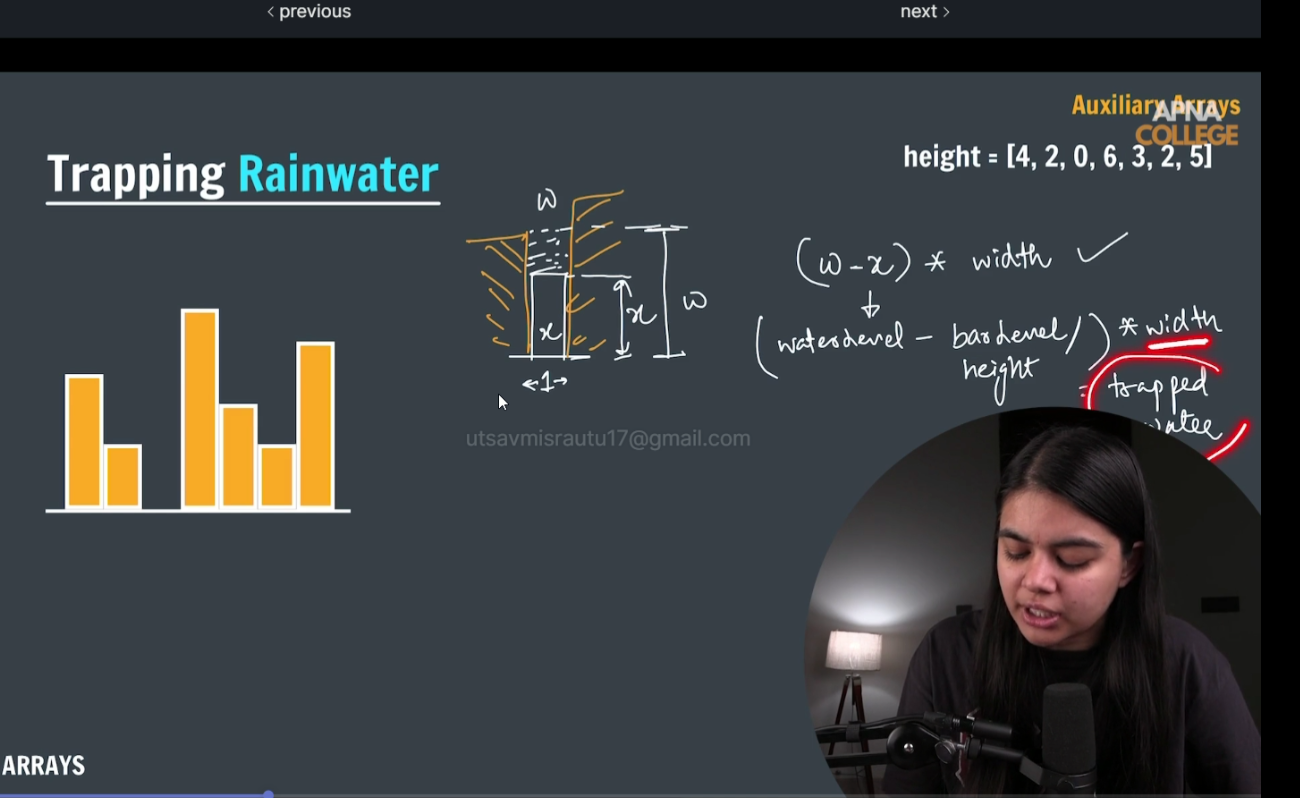 < previous
next >
Auxiliary Arrays
APNA
COLLEGE
height = [4, 2, 0, 6, 3, 2, 5]
Trapping Rainwater
w
(w - x) * width ✓
x
x
w
↓
(waterlevel - barlevel/height) * width
= trapped
water
←1→
utsavmisrautu17@gmail.com
ARRAYS